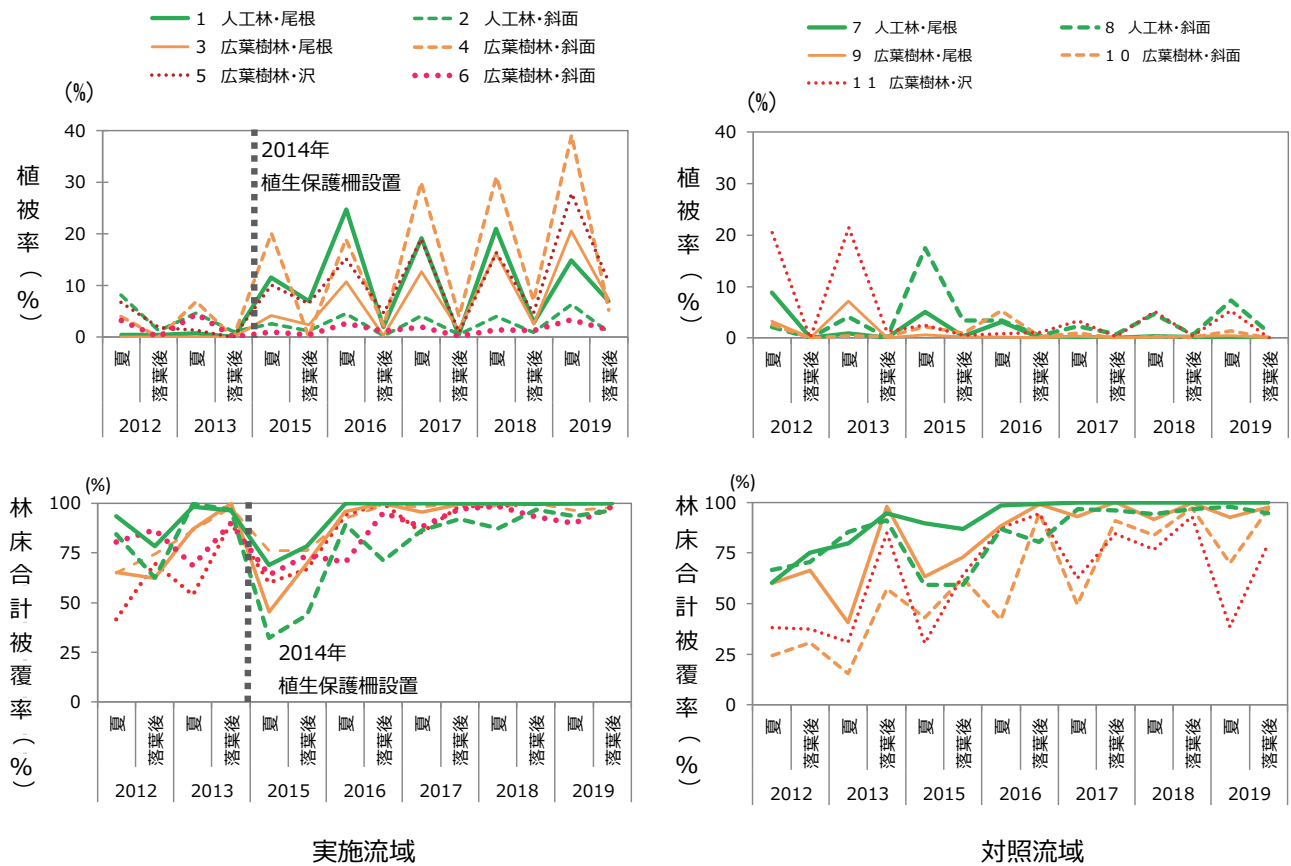 1 人工林・尾根
2 人工林・斜面
3 広葉樹林・尾根
4 広葉樹林・斜面
5 広葉樹林・沢
6 広葉樹林・斜面
(%)
植被率(%)
40
30
20
10
0
2014年
植生保護柵設置
夏 落葉後 夏 落葉後 夏 落葉後 夏 落葉後 夏 落葉後 夏 落葉後 夏 落葉後
2012 2013 2015 2016 2017 2018 2019
7 人工林・尾根
8 人工林・斜面
9 広葉樹林・尾根
10 広葉樹林・斜面
11 広葉樹林・沢
(%)
植被率(%)
40
30
20
10
0
夏 落葉後 夏 落葉後 夏 落葉後 夏 落葉後 夏 落葉後 夏 落葉後 夏 落葉後
2012 2013 2015 2016 2017 2018 2019
(%)
林床合計被覆率(%)
100
75
50
25
0
2014年
植生保護柵設置
夏 落葉後 夏 落葉後 夏 落葉後 夏 落葉後 夏 落葉後 夏 落葉後 夏 落葉後
2012 2013 2015 2016 2017 2018 2019
実施流域
(%)
林床合計被覆率(%)
100
75
50
25
0
夏 落葉後 夏 落葉後 夏 落葉後 夏 落葉後 夏 落葉後 夏 落葉後 夏 落葉後
2012 2013 2015 2016 2017 2018 2019
対照流域